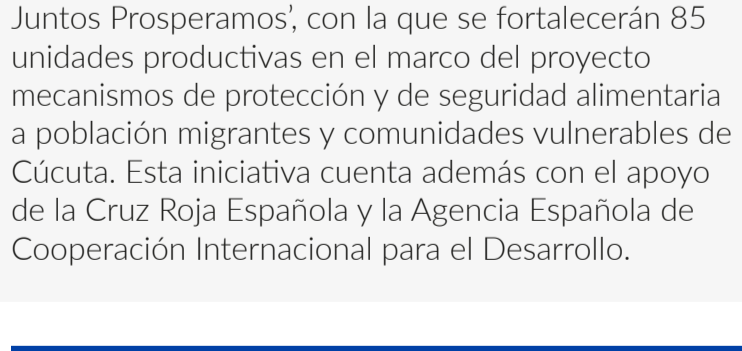 Juntos Prosperamos’, con la que se fortalecerán 85
unidades productivas en el marco del proyecto
mecanismos de protección y de seguridad alimentaria
a población migrantes y comunidades vulnerables de
Cúcuta. Esta iniciativa cuenta además con el apoyo
de la Cruz Roja Española y la Agencia Española de
Cooperación Internacional para el Desarrollo.